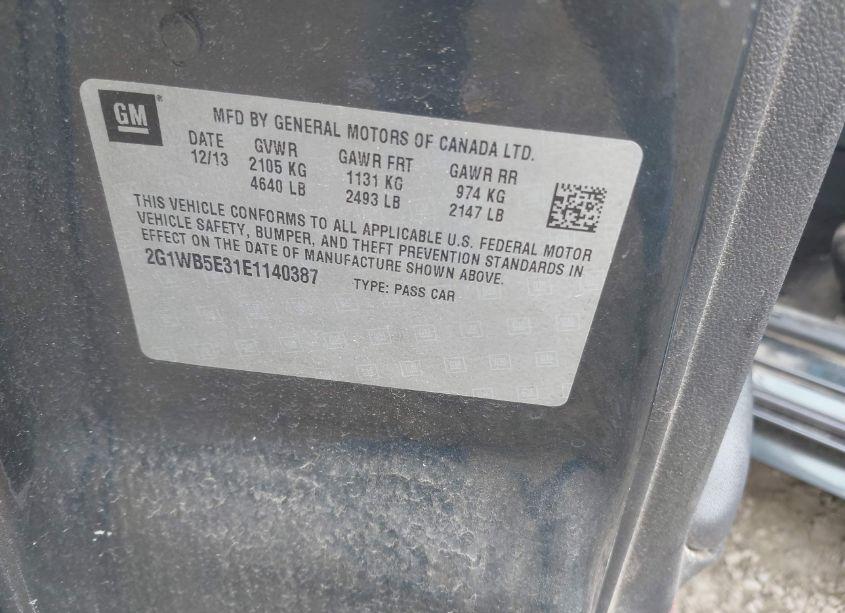 GM ®
MFD BY GENERAL MOTORS OF CANADA LTD.
DATE GVWR GAWR FRT GAWR RR
12/13 2105 KG 1131 KG 974 KG
4640 LB 2493 LB 2147 LB
THIS VEHICLE CONFORMS TO ALL APPLICABLE U.S. FEDERAL MOTOR
VEHICLE SAFETY, BUMPER, AND THEFT PREVENTION STANDARDS IN
EFFECT ON THE DATE OF MANUFACTURE SHOWN ABOVE.
2G1WB5E31E1140387 TYPE: PASS CAR